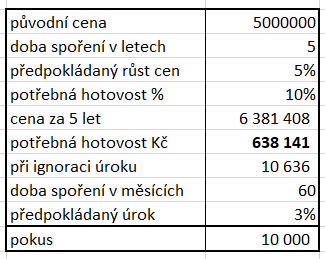 původní cena 5000000
doba spoření v letech 5
předpokládaný růst cen 5%
potřebná hotovost % 10%
cena za 5 let 6 381 408
potřebná hotovost Kč 638 141
při ignoraci úroku 10 636
doba spoření v měsících 60
předpokládaný úrok 3%
pokus 10 000